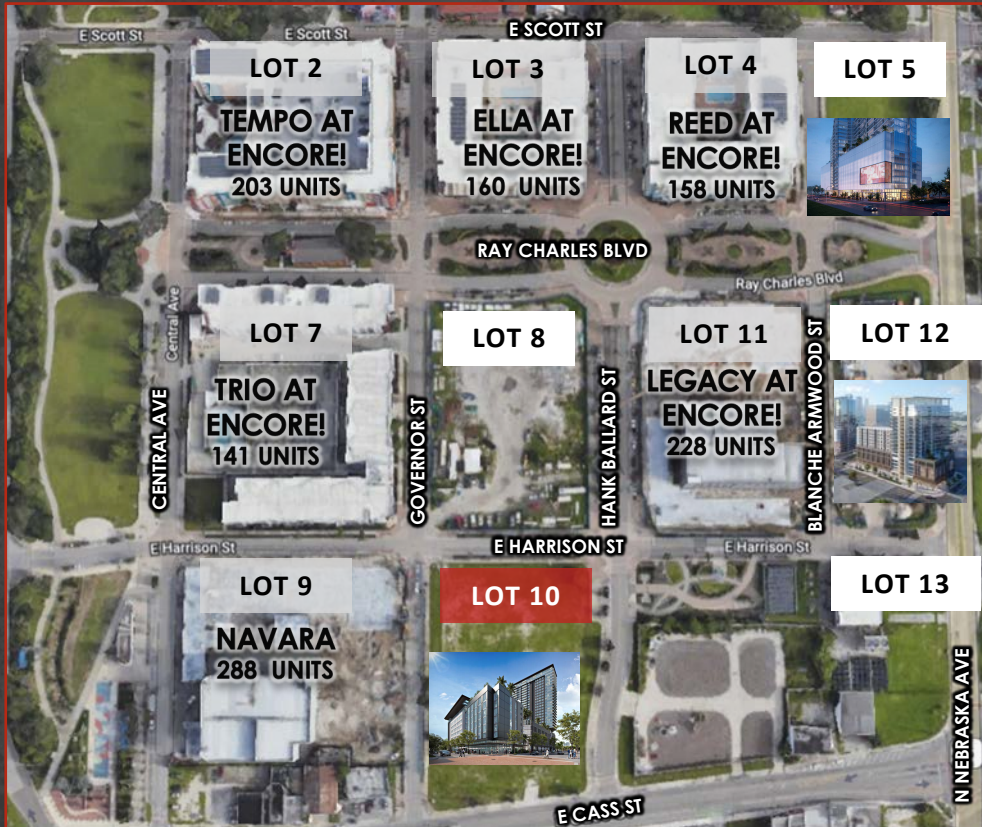 E Scott St
E Scott St
E SCOTT ST
LOT 2
TEMPO AT
ENCORE!
203 UNITS
LOT 3
ELLA AT
ENCORE!
160 UNITS
LOT 4
REED AT
ENCORE!
158 UNITS
LOT 5
RAY CHARLES BLVD
Ray Charles Blvd
Central Ave
CENTRAL AVE
LOT 7
TRIO AT
ENCORE!
141 UNITS
GOVERNOR ST
LOT 8
HANK BALLARD ST
LOT 11
LEGACY AT
ENCORE!
228 UNITS
BLANCHE ARMWOOD ST
LOT 12
E Harrison St
E HARRISON ST
E Harrison St
LOT 9
NAVARA
288 UNITS
LOT 10
LOT 13
N NEBRASKA AVE
E CASS ST